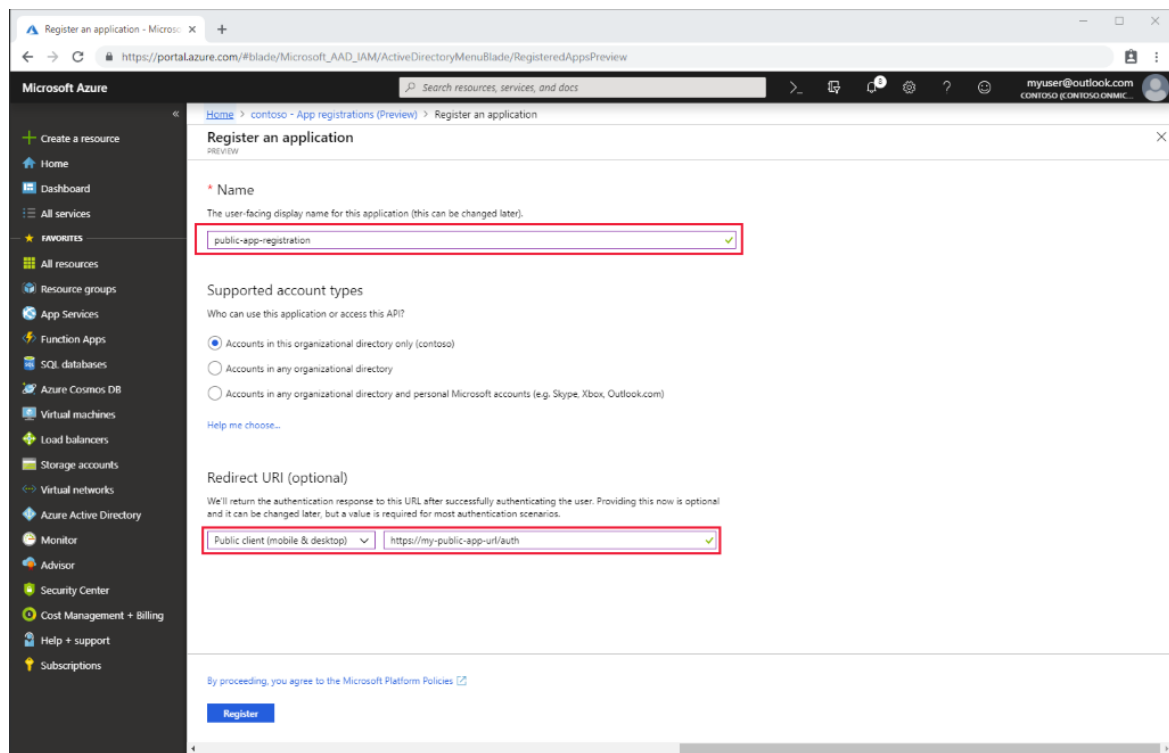 Register an application - Microsc
https://portal.azure.com/#blade/Microsoft_AAD_IAM/ActiveDirectoryMenuBlade/RegisteredAppsPreview
Microsoft Azure
Search resources, services, and docs
myuser@outlook.com
CONTOSO (CONTOSO.ONMIC...
Create a resource
Home
Dashboard
All services
FAVORITES
All resources
Resource groups
App Services
Function Apps
SQL databases
Azure Cosmos DB
Virtual machines
Load balancers
Storage accounts
Virtual networks
Azure Active Directory
Monitor
Advisor
Security Center
Cost Management + Billing
Help + support
Subscriptions
Home > contoso - App registrations (Preview) > Register an application
Register an application
PREVIEW
* Name
The user-facing display name for this application (this can be changed later).
public-app-registration
Supported account types
Who can use this application or access this API?
Accounts in this organizational directory only (contoso)
Accounts in any organizational directory
Accounts in any organizational directory and personal Microsoft accounts (e.g. Skype, Xbox, Outlook.com)
Help me choose...
Redirect URI (optional)
We'll return the authentication response to this URL after successfully authenticating the user. Providing this now is optional
and it can be changed later, but a value is required for most authentication scenarios.
Public client (mobile & desktop)
https://my-public-app-url/auth
By proceeding, you agree to the Microsoft Platform Policies
Register